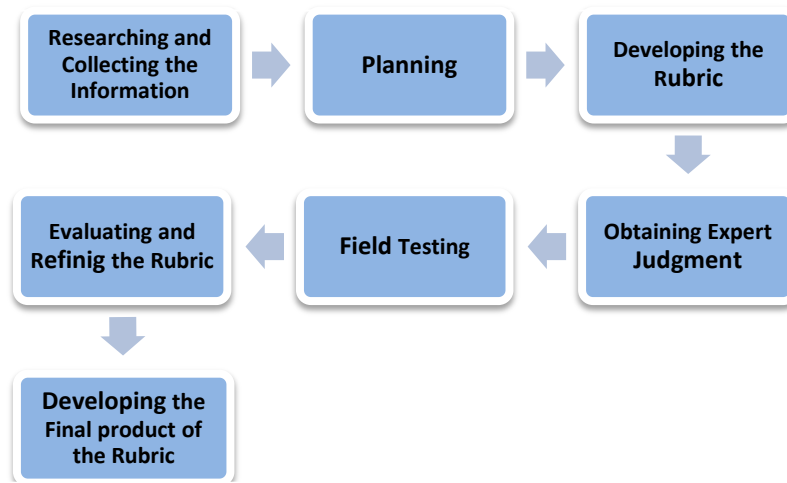 Researching and
Collecting the
Information
Planning
Developing the
Rubric
Obtaining Expert
Judgment
Field Testing
Evaluating and
Refinig the Rubric
Developing the
Final product of
the Rubric